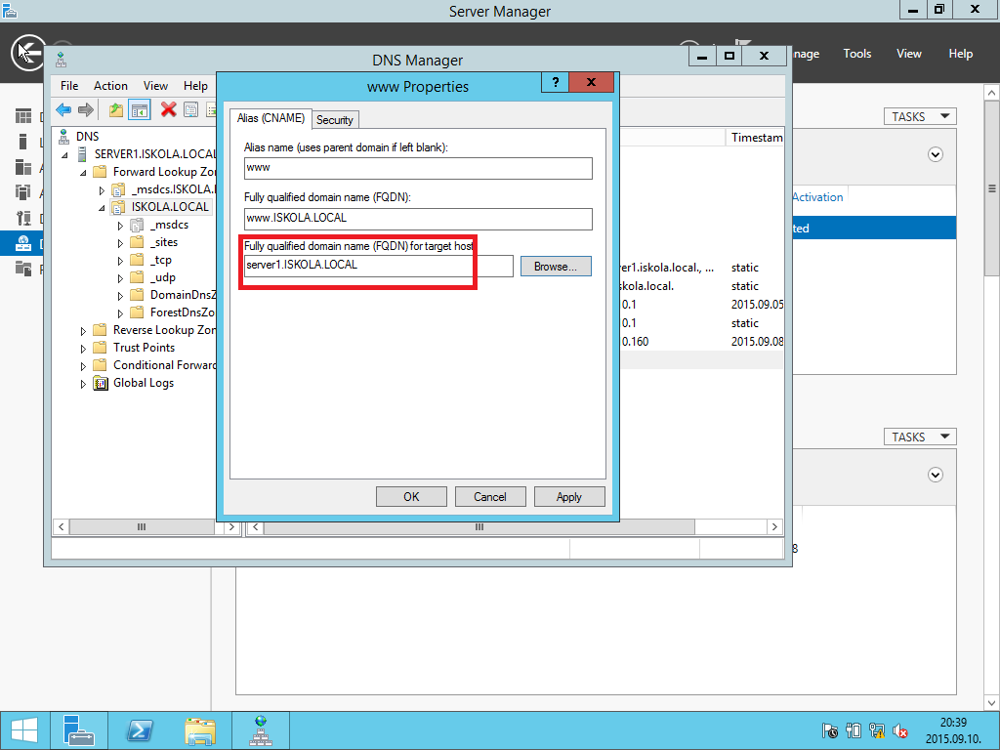 Server Manager
Tools
View
Help
DNS Manager
File
Action
View
Help
www Properties
?
Alias (CNAME)
Security
Alias name (uses parent domain if left blank):
www
Fully qualified domain name (FQDN):
www.ISKOLA.LOCAL
Fully qualified domain name (FQDN) for target host
server1.ISKOLA.LOCAL
Browse...
OK
Cancel
Apply
DNS
SERVER1.ISKOLA.LOCAL
Forward Lookup Zon
_msdcs.ISKOLA.
ISKOLA.LOCAL
_msdcs
_sites
_tcp
_udp
DomainDnsZ
ForestDnsZo
Reverse Lookup Zon
Trust Points
Conditional Forward
Global Logs
Timestam
ver1.iskola.local., ... static
skola.local. static
0.1 2015.09.05
0.1 static
0.160 2015.09.08
TASKS
Activation
ted
TASKS
8
20:39
2015.09.10.